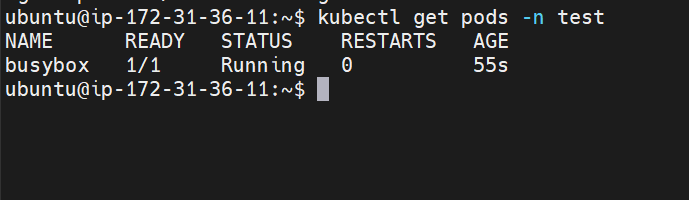 ubuntu@ip-172-31-36-11:~$ kubectl get pods -n test
NAME READY STATUS RESTARTS AGE
busybox 1/1 Running 0 55s
ubuntu@ip-172-31-36-11:~$